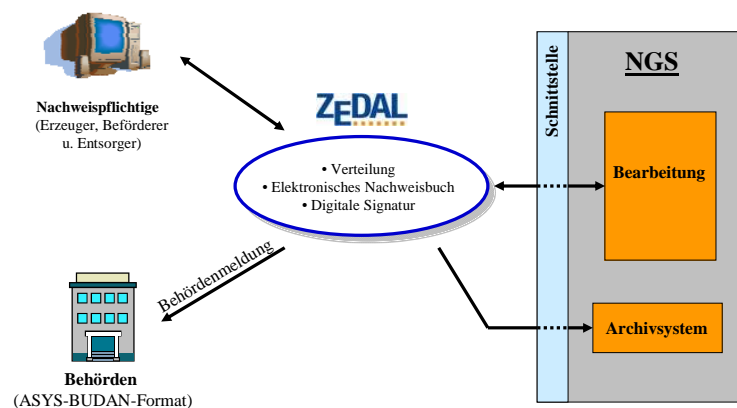 Nachweispflichtige
(Erzeuger, Beförderer
u. Entsorger)
ZEDAL
• Verteilung
• Elektronisches Nachweisbuch
• Digitale Signatur
Behördenmeldung
Behörden
(ASYS-BUDAN-Format)
Schnittstelle
NGS
Bearbeitung
Archivsystem